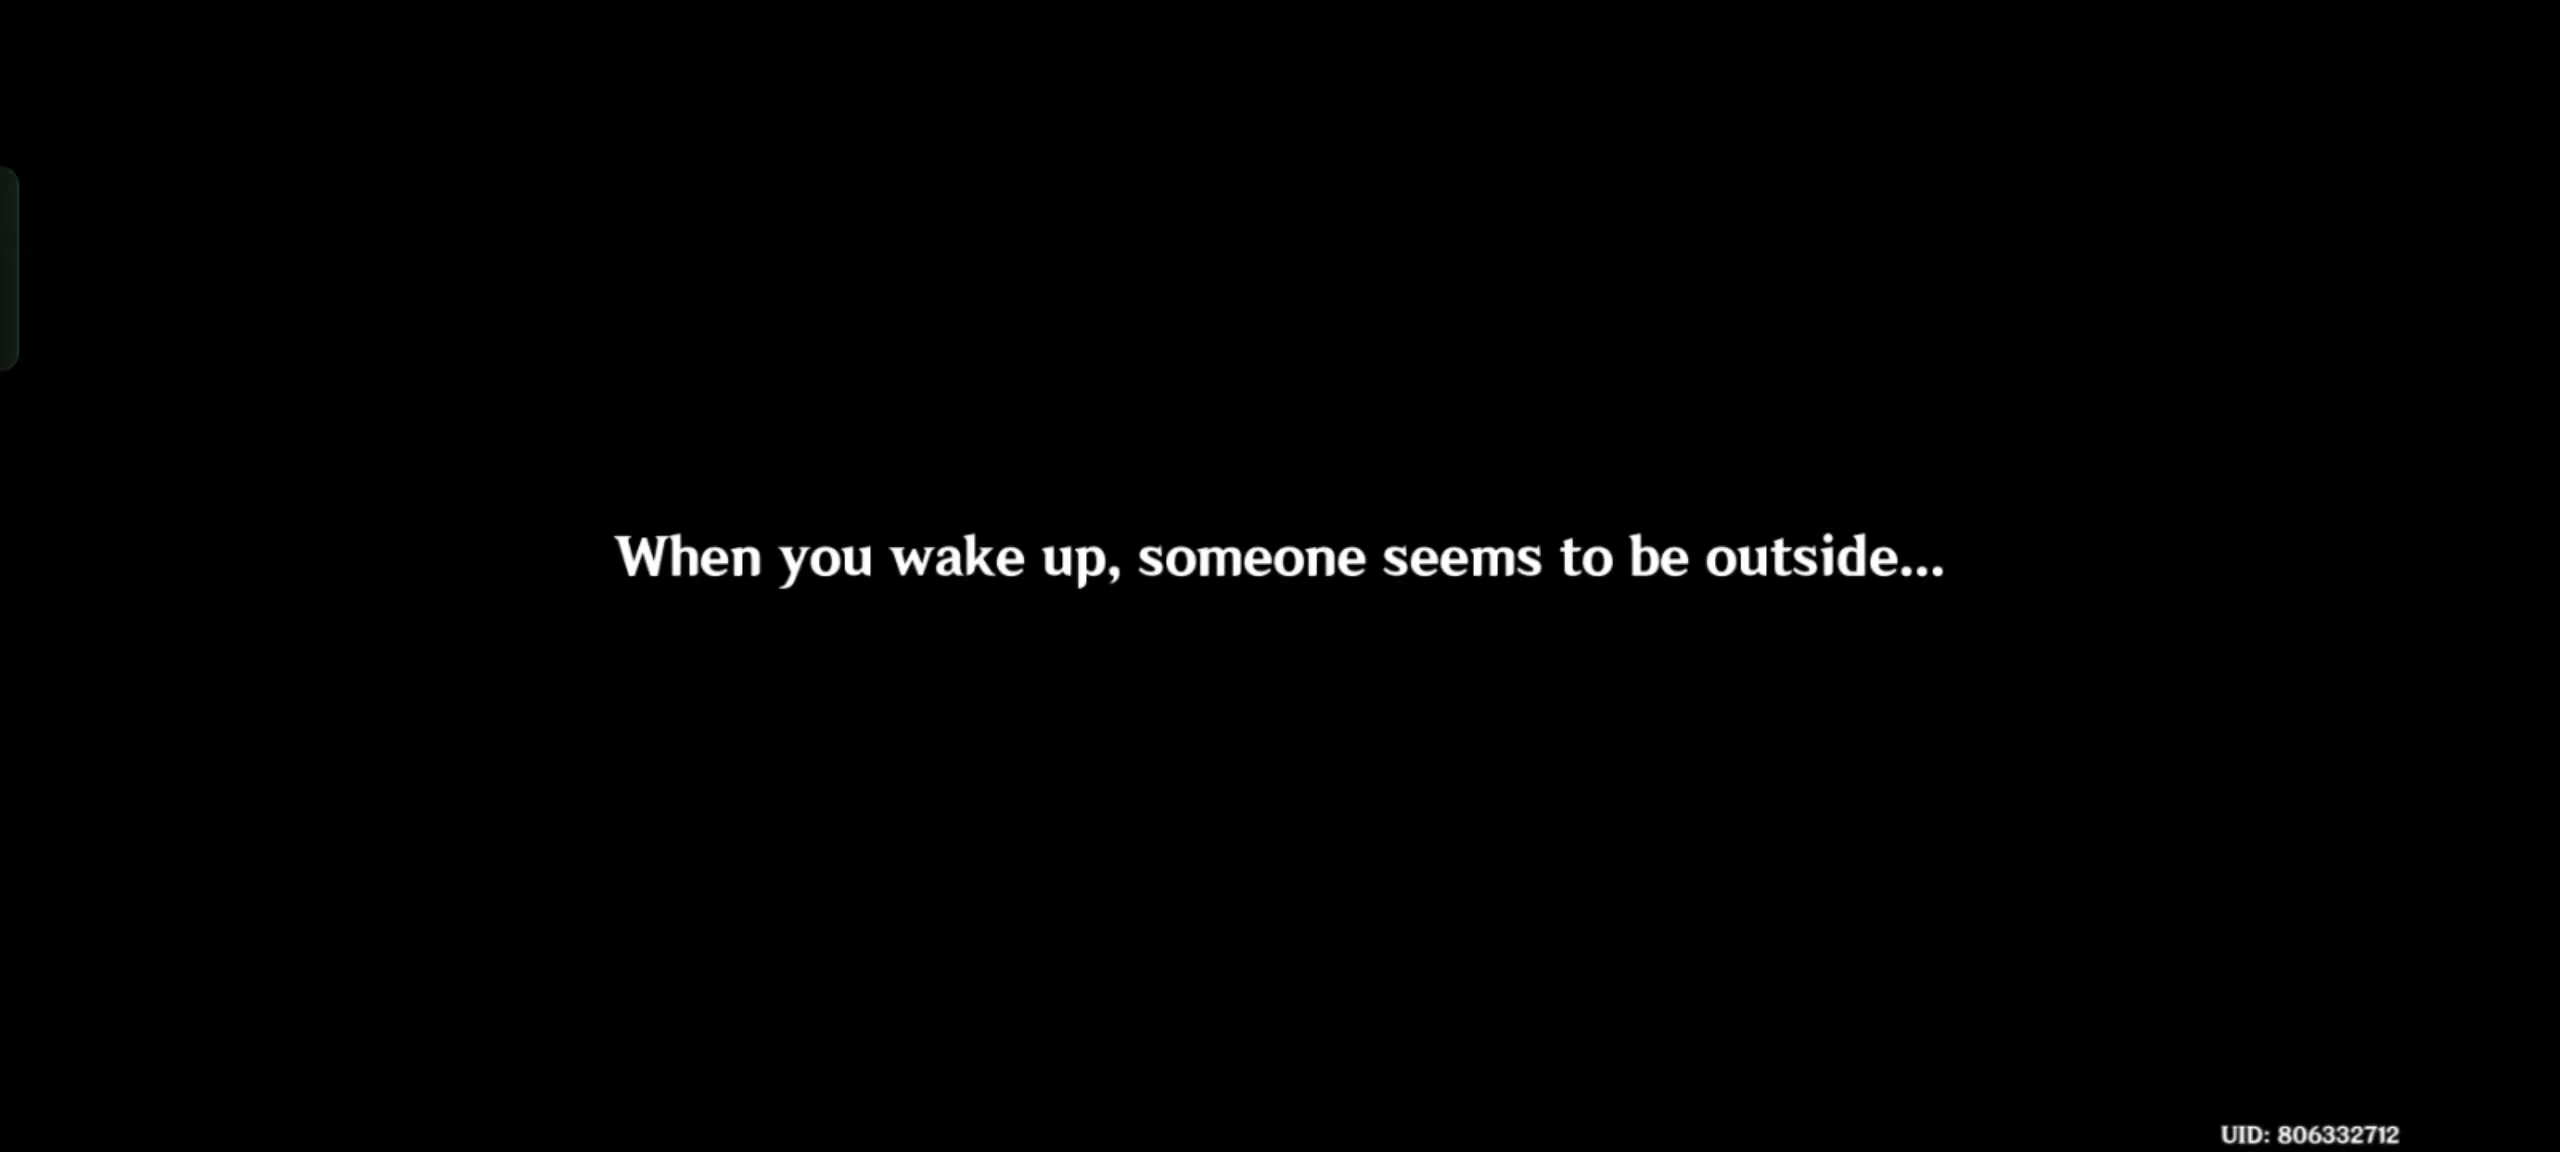 When you wake up, someone seems to be outside...
UID: 806332712